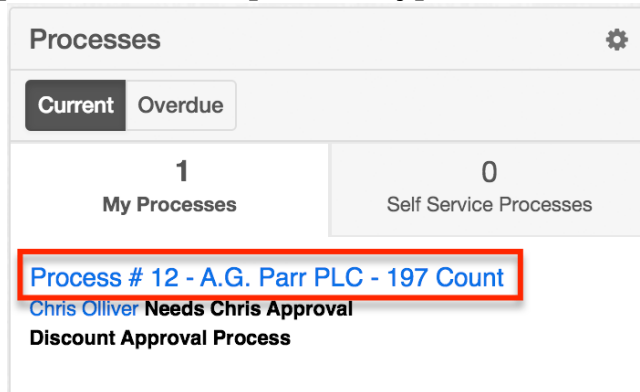 Processes
Current Overdue
1 0
My Processes Self Service Processes
Process # 12 - A.G. Parr PLC - 197 Count
Chris Olliver Needs Chris Approval
Discount Approval Process